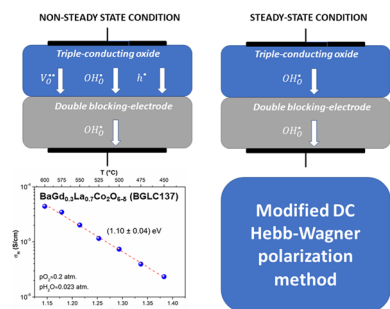 NON-STEADY STATE CONDITION
STEADY-STATE CONDITION
Triple-conducting oxide
V_O^•• OH_O^• h^•
Double blocking-electrode
OH_O^•
Triple-conducting oxide
OH_O^•
Double blocking-electrode
T (°C)
600 575 550 525 500 475 450
BaGd0.3La0.7Co2O6-δ (BGLC137)
(1.10 ± 0.04) eV
pO2=0.2 atm.
pH2O=0.023 atm.
1.15 1.20 1.25 1.30 1.35 1.40
Modified DC
Hebb-Wagner
polarization
method